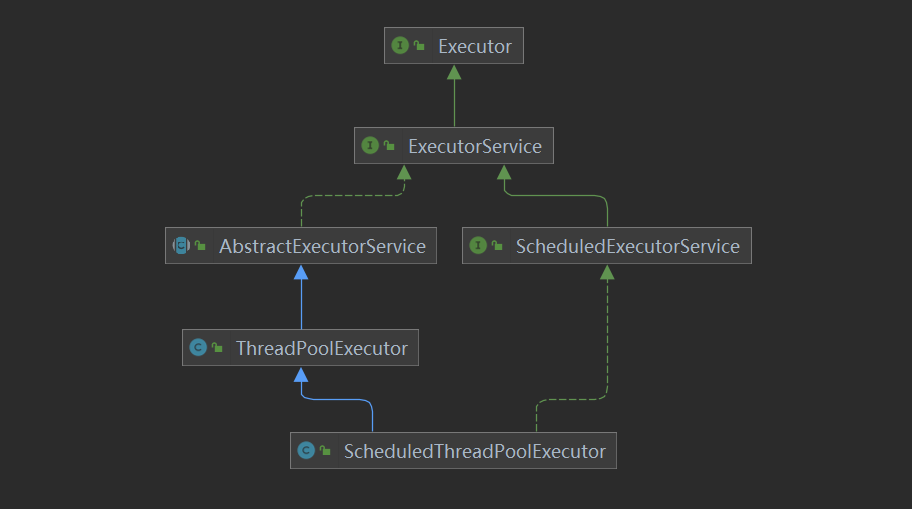 I Executor
I ExecutorService
C AbstractExecutorService
I ScheduledExecutorService
C ThreadPoolExecutor
C ScheduledThreadPoolExecutor